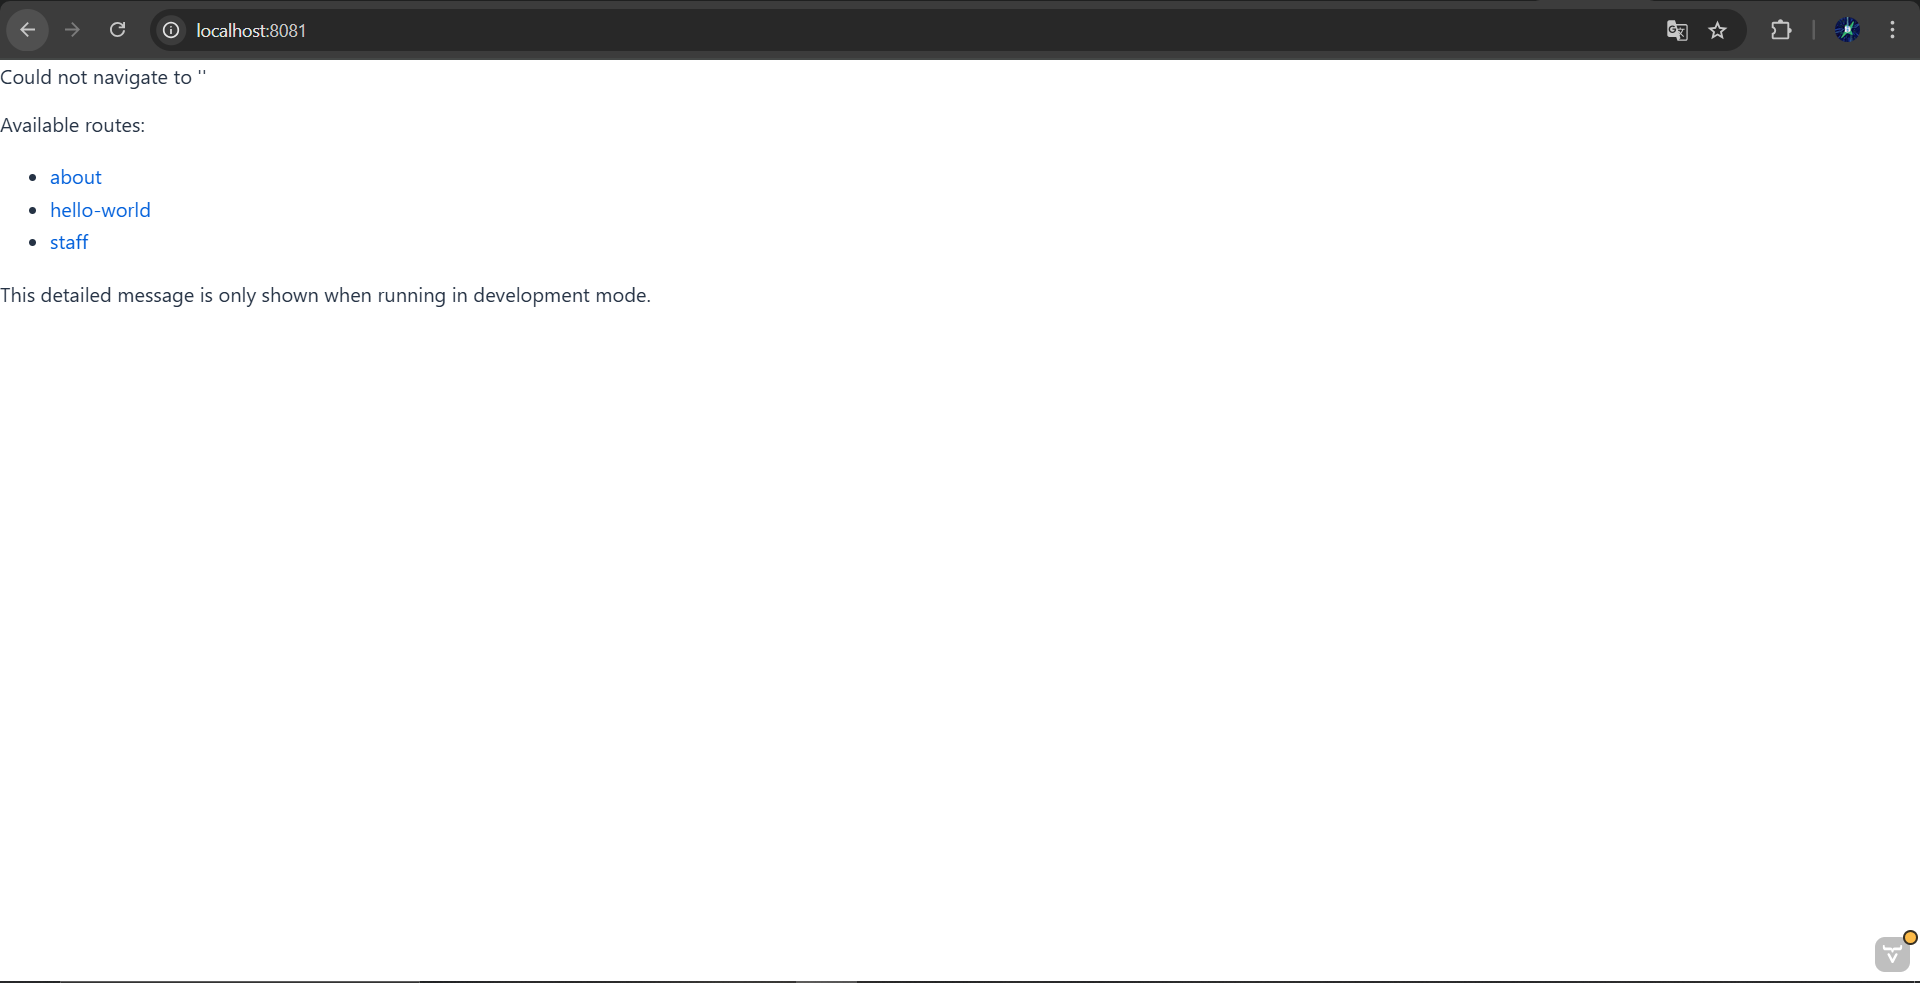 localhost:8081
Could not navigate to ''
Available routes:
about
hello-world
staff
This detailed message is only shown when running in development mode.